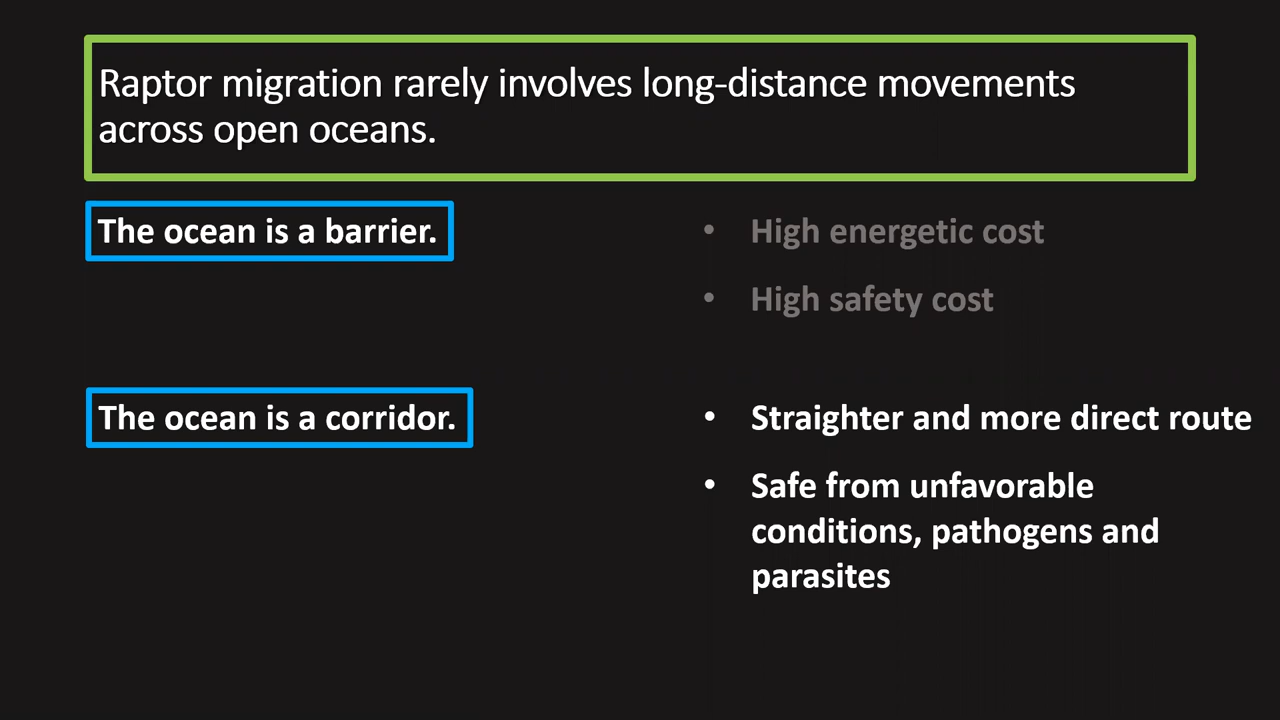 Raptor migration rarely involves long-distance movements
across open oceans.
The ocean is a barrier.
• High energetic cost
• High safety cost
The ocean is a corridor.
• Straighter and more direct route
• Safe from unfavorable
conditions, pathogens and
parasites